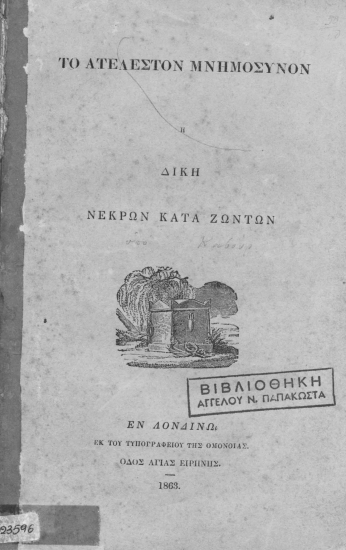 ΤΟ ΑΤΕΛΕΣΤΟΝ ΜΝΗΜΟΣΥΝΟΝ
Η
ΔΙΚΗ
ΝΕΚΡΩΝ ΚΑΤΑ ΖΩΝΤΩΝ
ΒΙΒΛΙΟΘΗΚΗ
ΑΓΓΕΛΟΥ Ν. ΠΑΠΑΚΩΣΤΑ
ΕΝ ΛΟΝΔΙΝΩ,
ΕΚ ΤΟΥ ΤΥΠΟΓΡΑΦΕΙΟΥ ΤΗΣ ΟΜΟΝΟΙΑΣ.
ΟΔΟΣ ΑΓΙΑΣ ΕΙΡΗΝΗΣ.
1863.
23596